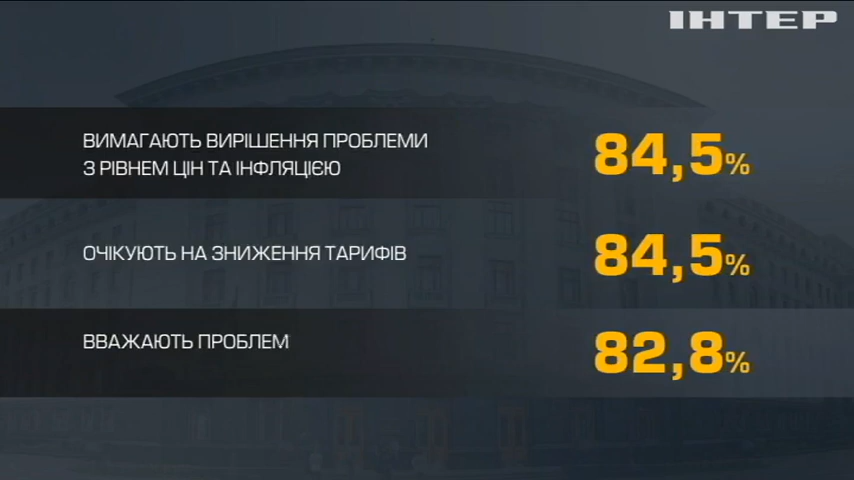 ІНТЕР
ВИМАГАЮТЬ ВИРІШЕННЯ ПРОБЛЕМИ
З РІВНЕМ ЦІН ТА ІНФЛЯЦІЄЮ
84,5%
ОЧІКУЮТЬ НА ЗНИЖЕННЯ ТАРИФІВ
84,5%
ВВАЖАЮТЬ ПРОБЛЕМ
82,8%